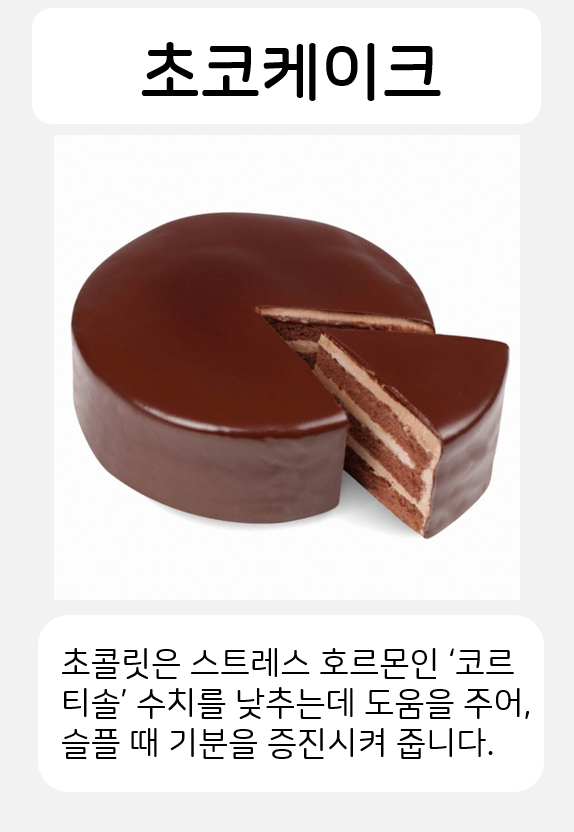 초코케이크
초콜릿은 스트레스 호르몬인 ‘코르
티솔’ 수치를 낮추는데 도움을 주어,
슬플 때 기분을 증진시켜 줍니다.